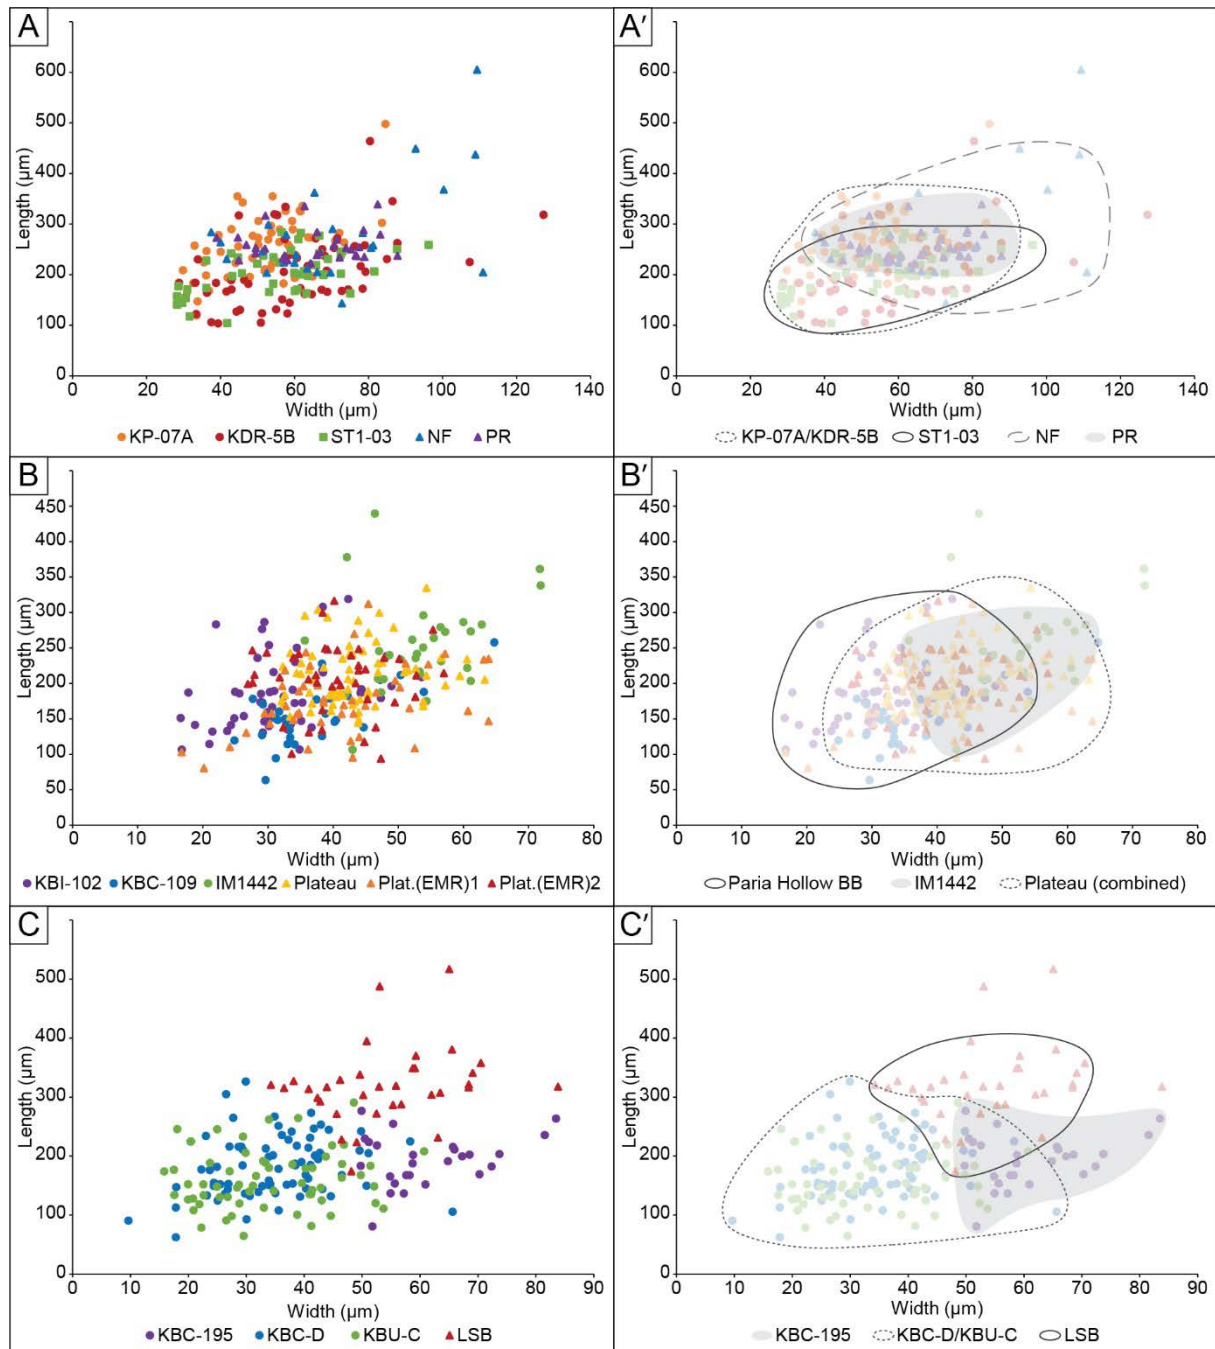 A
Length (µm)
600
500
400
300
200
100
0
0 20 40 60 80 100 120 140
Width (µm)
KP-07A KDR-5B ST1-03 NF PR
A′
Length (µm)
600
500
400
300
200
100
0
0 20 40 60 80 100 120 140
Width (µm)
KP-07A/KDR-5B ST1-03 NF PR
B
Length (µm)
450
400
350
300
250
200
150
100
50
0
0 10 20 30 40 50 60 70 80
Width (µm)
KBI-102 KBC-109 IM1442 Plateau Plat.(EMR)1 Plat.(EMR)2
B′
Length (µm)
450
400
350
300
250
200
150
100
50
0
0 10 20 30 40 50 60 70 80
Width (µm)
Paria Hollow BB IM1442 Plateau (combined)
C
Length (µm)
500
400
300
200
100
0
0 10 20 30 40 50 60 70 80 90
Width (µm)
KBC-195 KBC-D KBU-C LSB
C′
Length (µm)
500
400
300
200
100
0
0 10 20 30 40 50 60 70 80 90
Width (µm)
KBC-195 KBC-D/KBU-C LSB